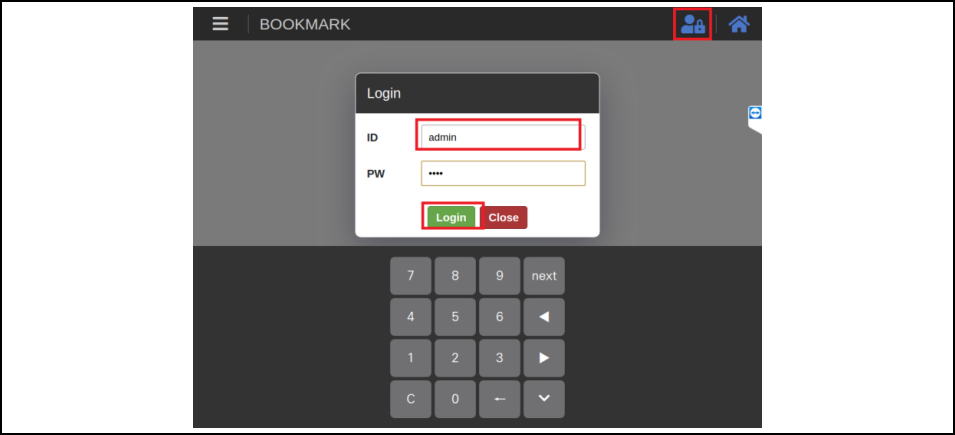 BOOKMARK
Login
ID admin
PW ••••
Login Close
7 8 9 next
4 5 6 ◀
1 2 3 ▶
C 0 ←